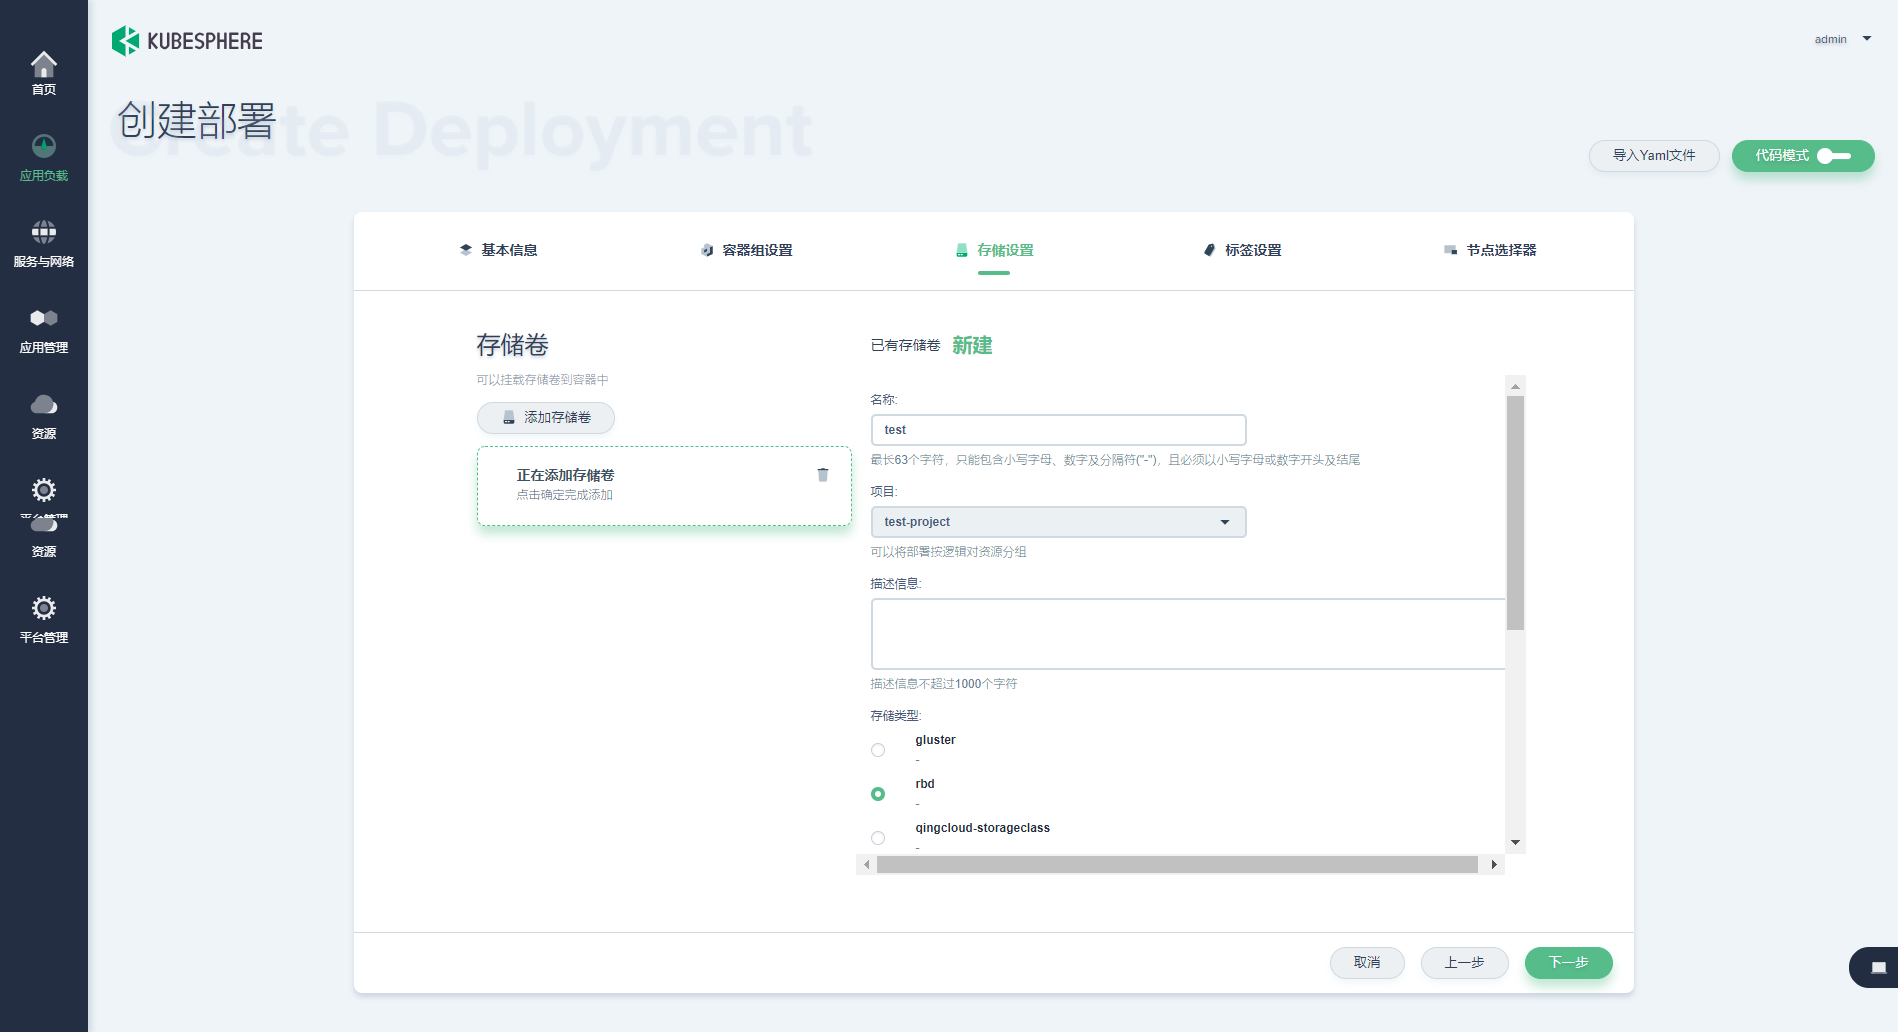 KUBESPHERE
admin
首页
应用负载
服务与网络
应用管理
资源
平台管理
资源
平台管理
创建部署
Create Deployment
导入Yaml文件
代码模式
基本信息
容器组设置
存储设置
标签设置
节点选择器
存储卷
可以挂载存储卷到容器中
添加存储卷
正在添加存储卷
点击确定完成添加
已有存储卷 新建
名称:
test
最长63个字符，只能包含小写字母、数字及分隔符("-")，且必须以小写字母或数字开头及结尾
项目:
test-project
可以将部署按逻辑对资源分组
描述信息:
描述信息不超过1000个字符
存储类型:
gluster
-
rbd
-
qingcloud-storageclass
-
取消
上一步
下一步